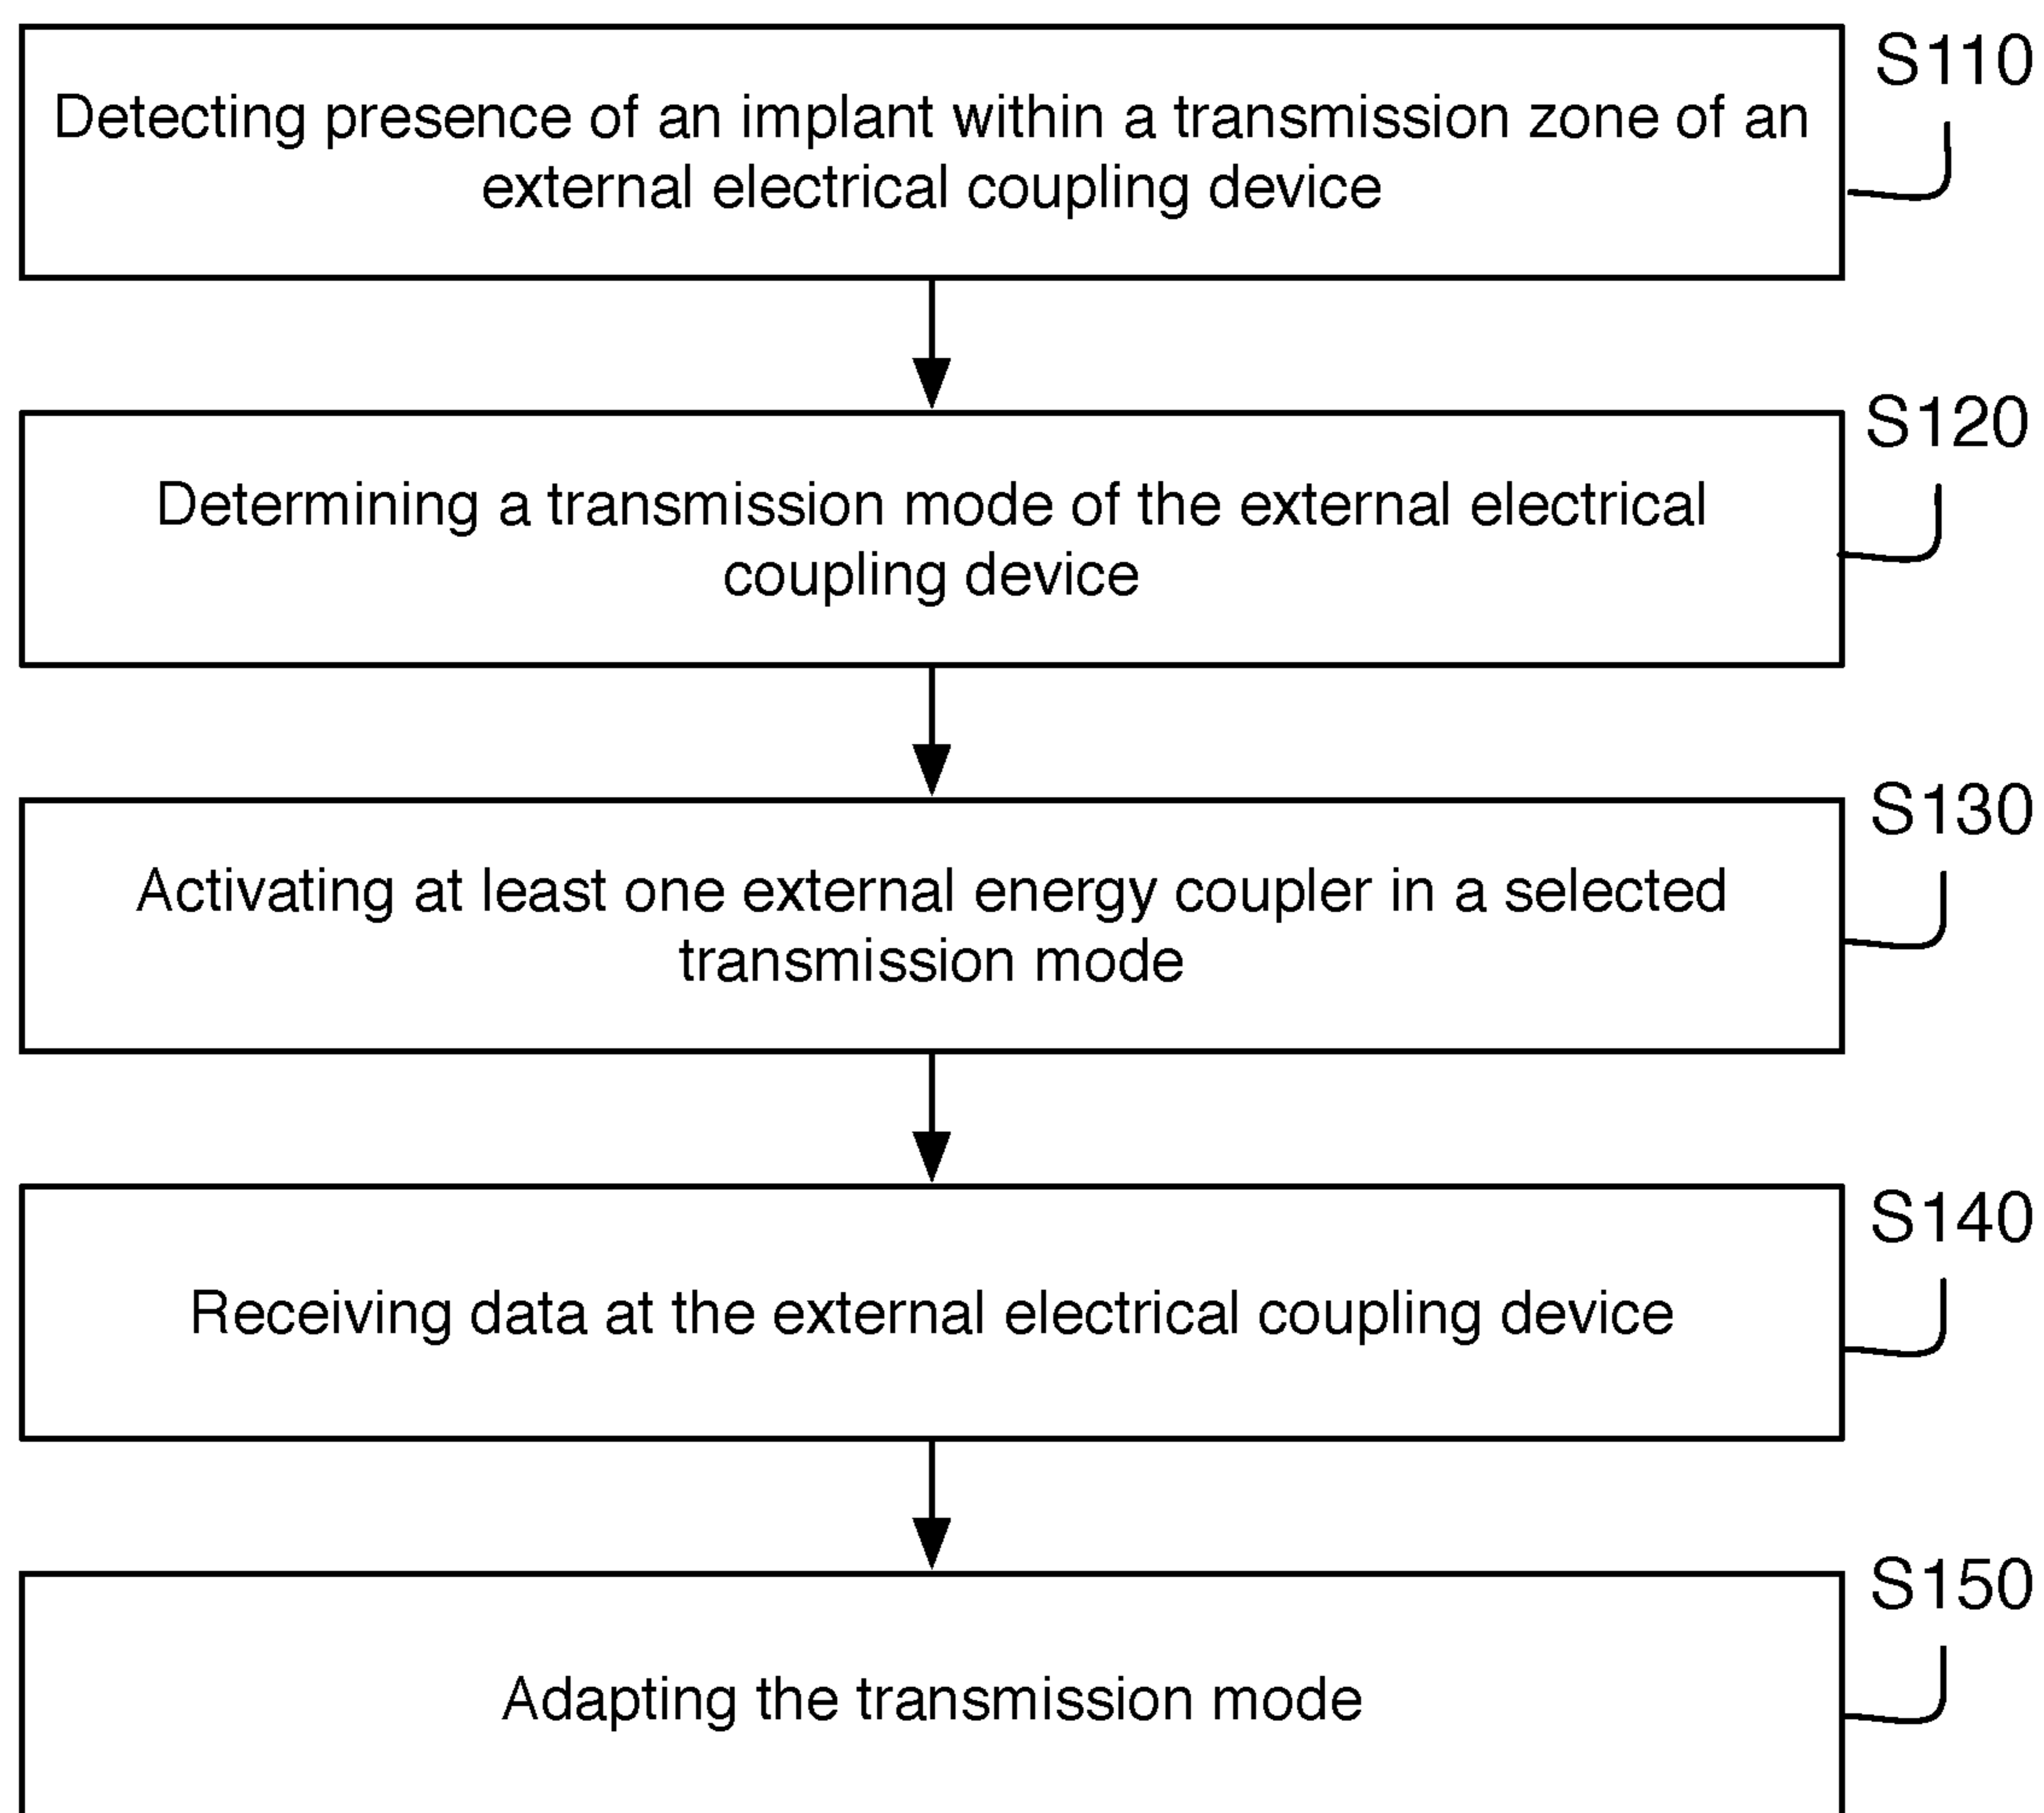 S110
Detecting presence of an implant within a transmission zone of an
external electrical coupling device
S120
Determining a transmission mode of the external electrical
coupling device
S130
Activating at least one external energy coupler in a selected
transmission mode
S140
Receiving data at the external electrical coupling device
S150
Adapting the transmission mode